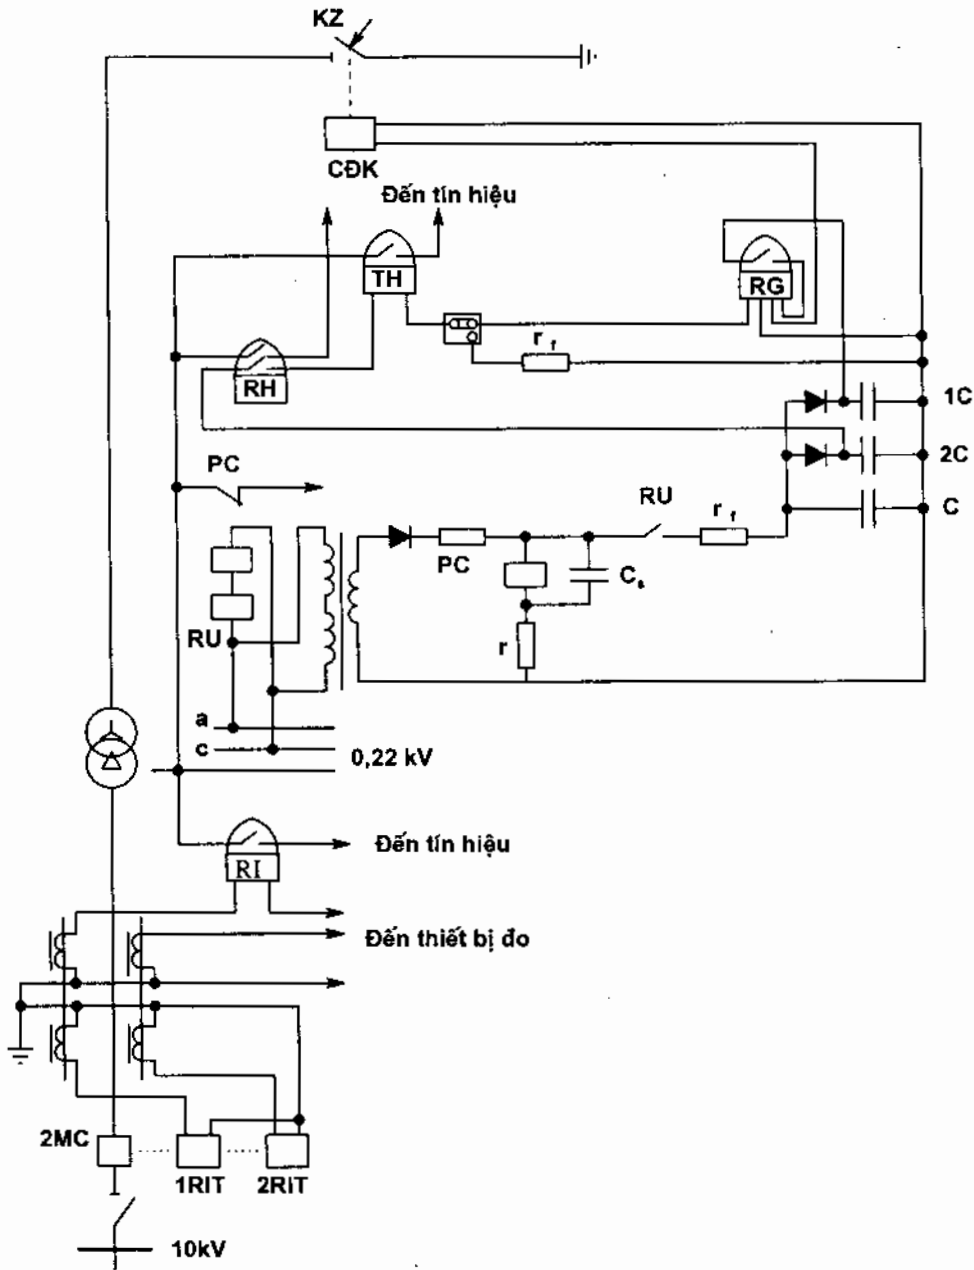 KZ
CĐK
Đến tín hiệu
TH
RG
r f
RH
1C
PC
2C
RU
r f
C
PC
C s
RU
r
a
c
0,22 kV
Đến tín hiệu
RI
Đến thiết bị đo
2MC
1RIT
2RIT
10kV